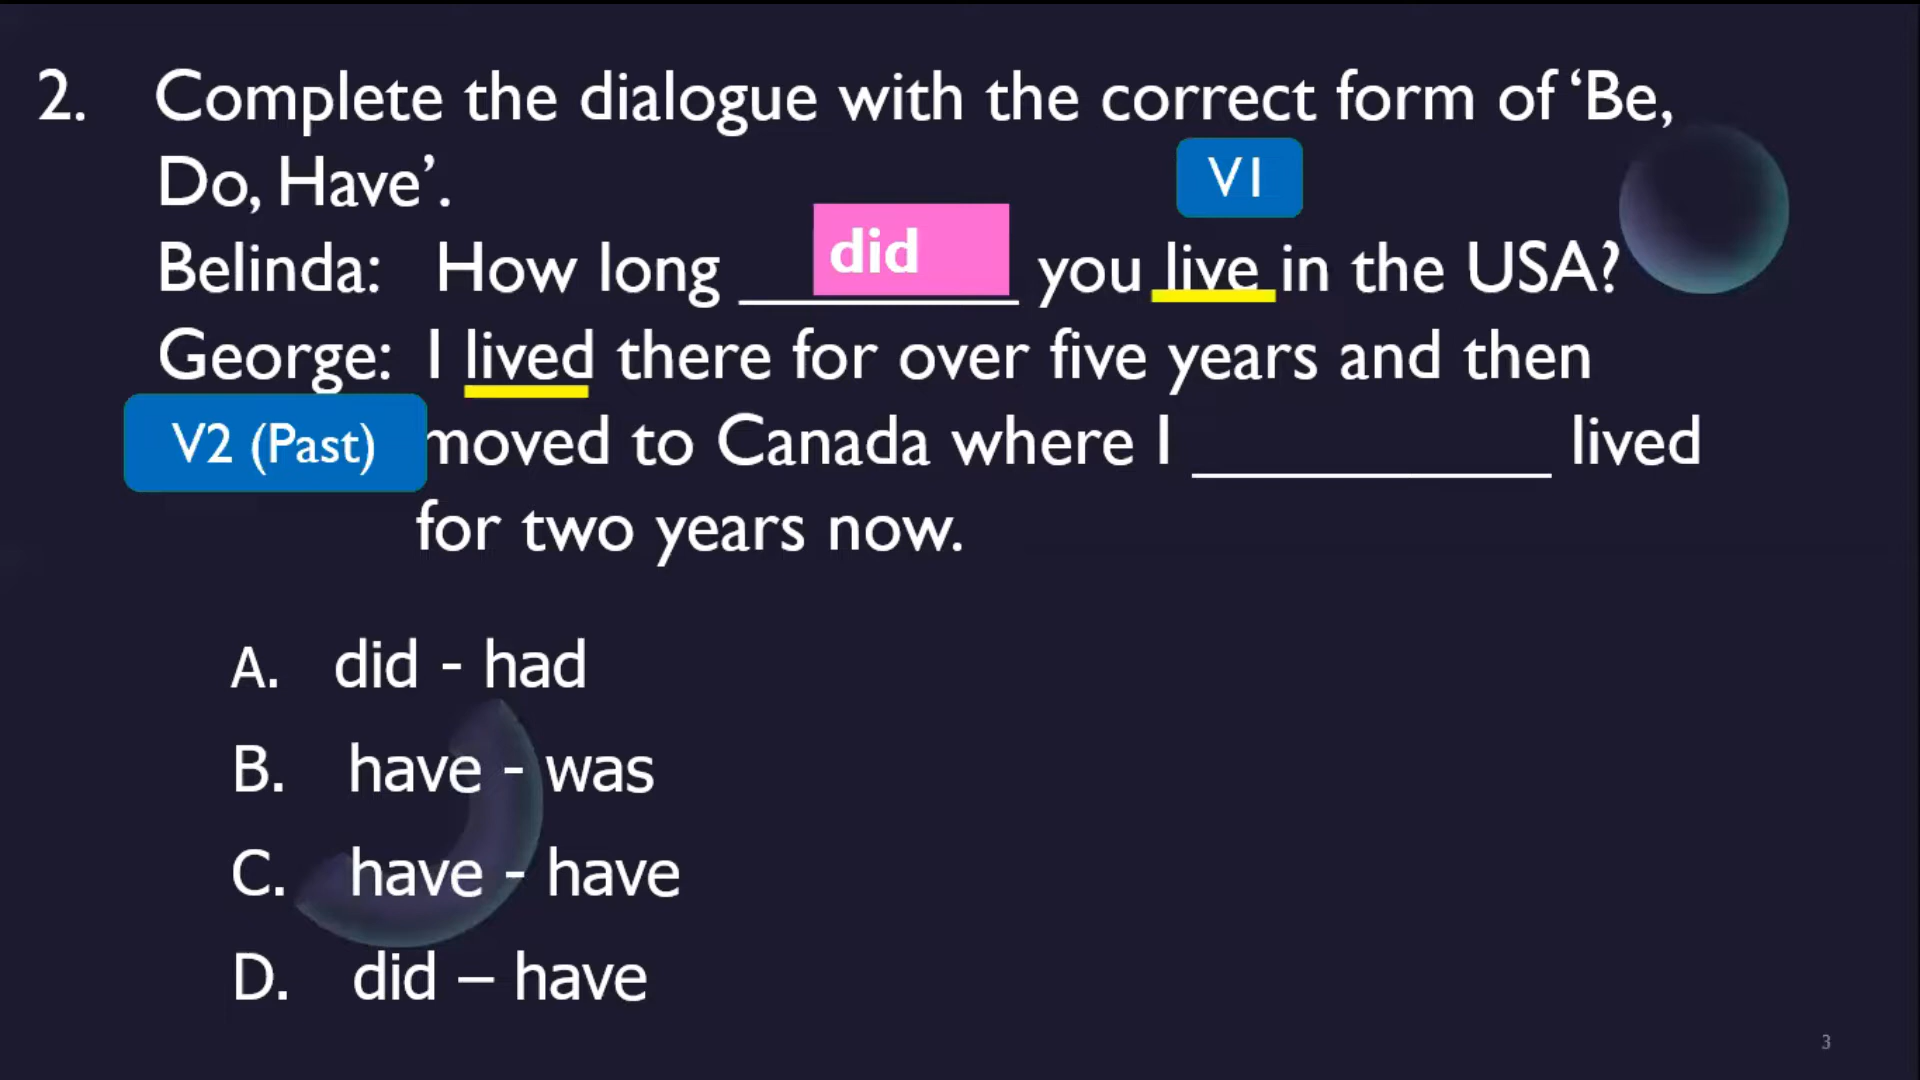 2. Complete the dialogue with the correct form of ‘Be,
Do, Have’.
V1
Belinda: How long ________ did you live in the USA?
George: I lived there for over five years and then
V2 (Past)
moved to Canada where I __________ lived
for two years now.
A. did - had
B. have - was
C. have - have
D. did – have
3